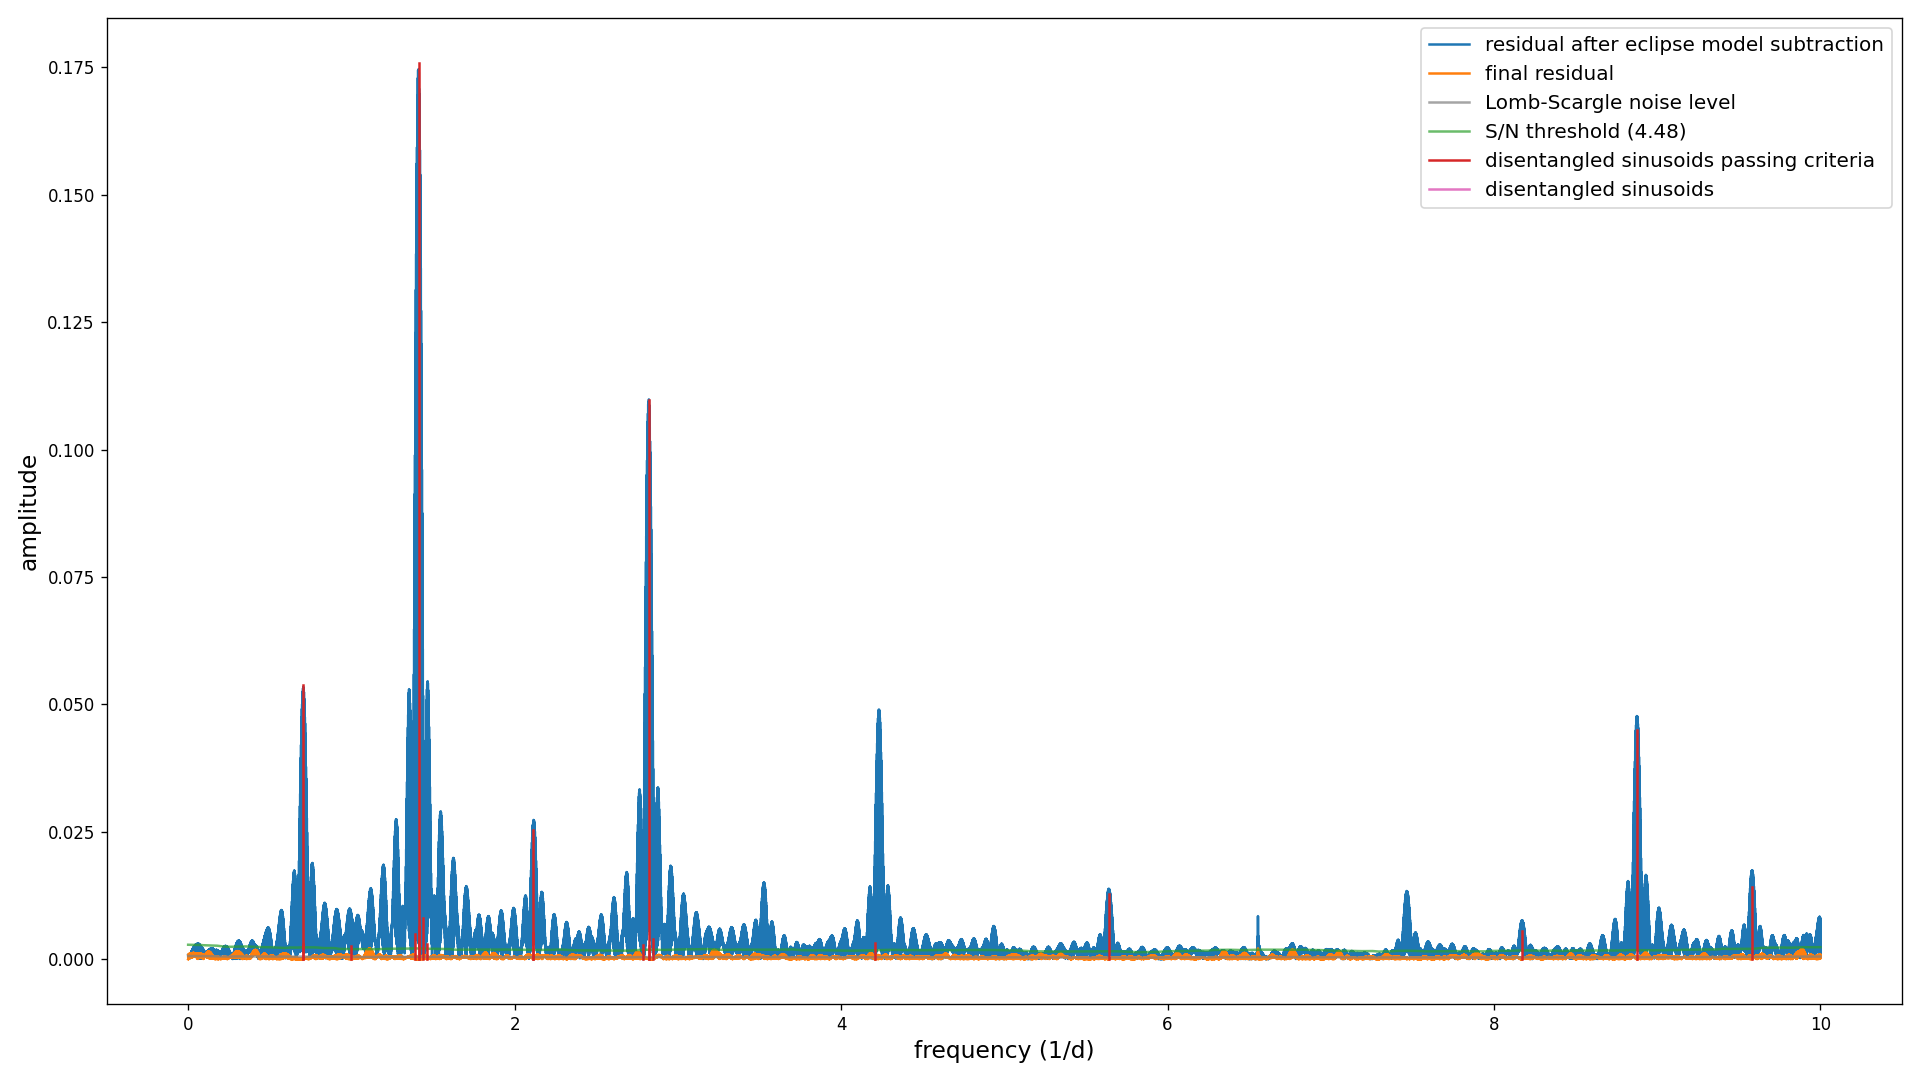 residual after eclipse model subtraction
final residual
Lomb-Scargle noise level
S/N threshold (4.48)
disentangled sinusoids passing criteria
disentangled sinusoids
0.175
0.150
0.125
0.100
0.075
0.050
0.025
0.000
amplitude
0 2 4 6 8 10
frequency (1/d)